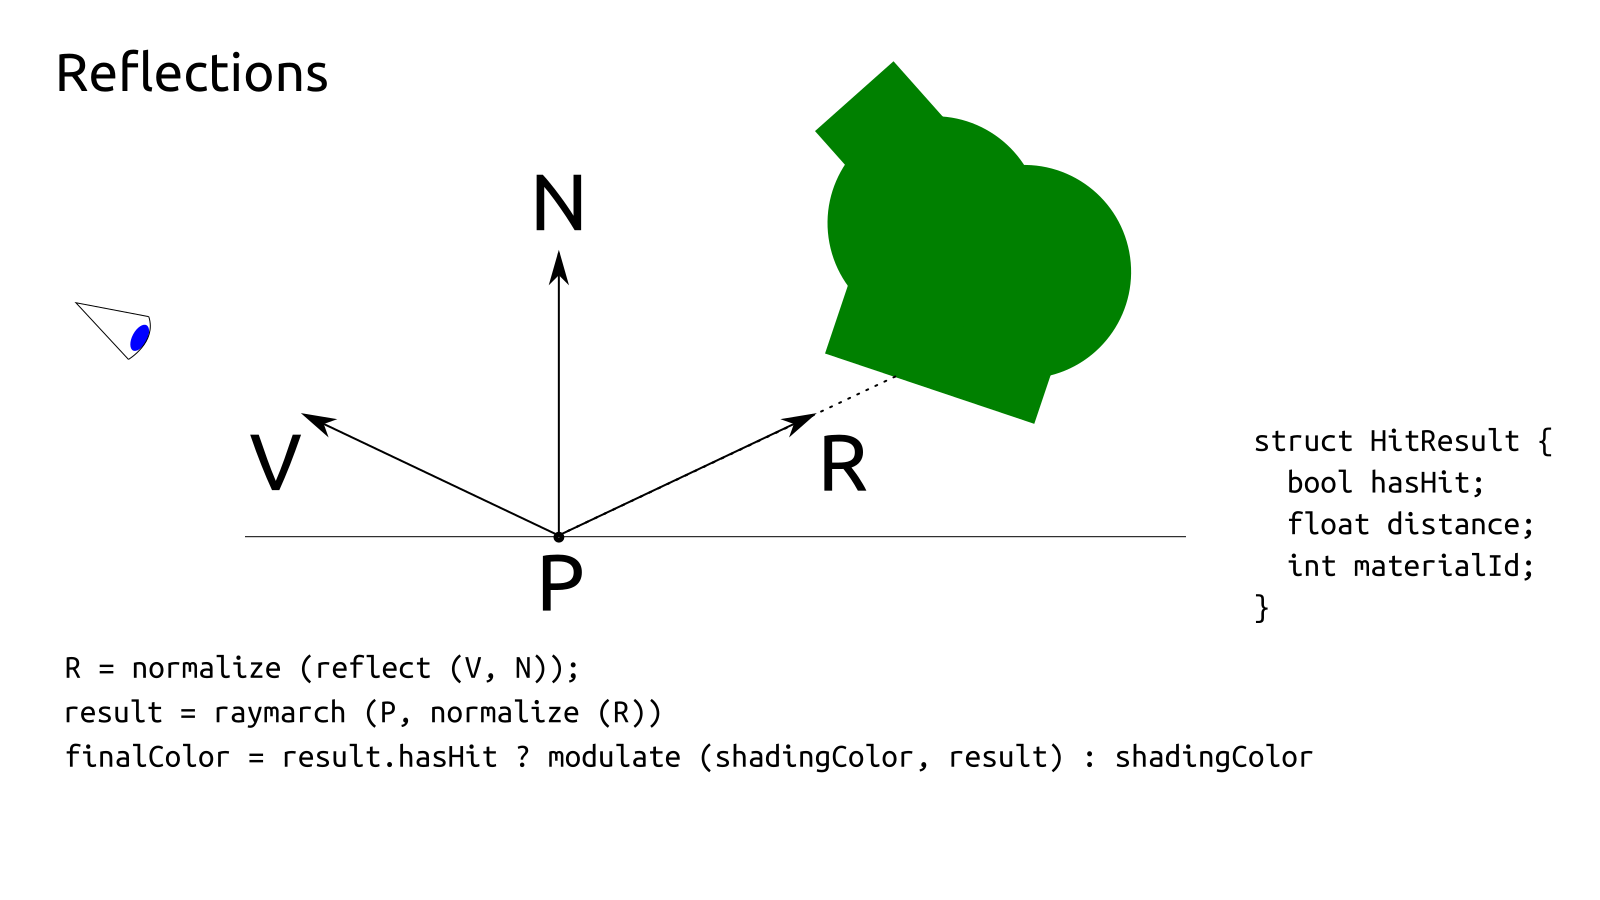 Reflections
N
V
R
P
struct HitResult {
  bool hasHit;
  float distance;
  int materialId;
}
R = normalize (reflect (V, N));
result = raymarch (P, normalize (R))
finalColor = result.hasHit ? modulate (shadingColor, result) : shadingColor